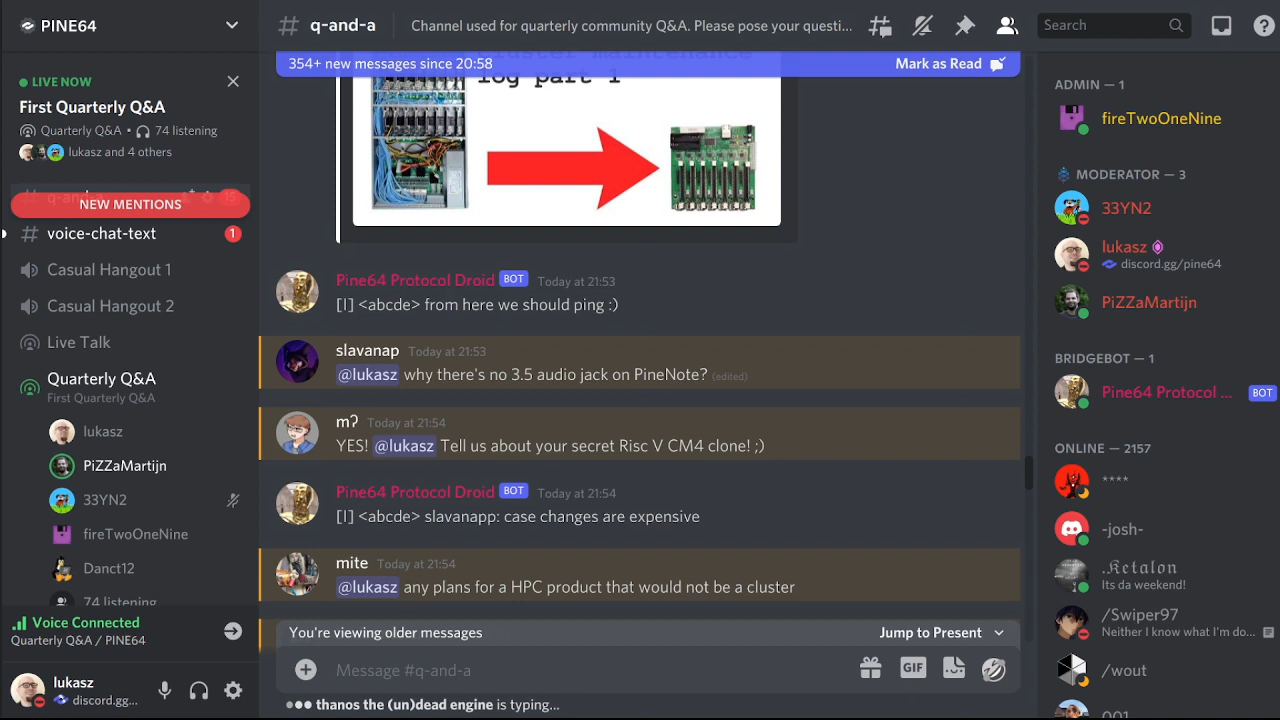 PINE64
LIVE NOW
First Quarterly Q&A
Quarterly Q&A • 74 listening
lukasz and 4 others
q-and-a
15
NEW MENTIONS
voice-chat-text
1
Casual Hangout 1
Casual Hangout 2
Live Talk
Quarterly Q&A
First Quarterly Q&A
lukasz
PiZZaMartijn
33YN2
fireTwoOneNine
Danct12
74 listening
Voice Connected
Quarterly Q&A / PINE64
lukasz
discord.gg...
# q-and-a
Channel used for quarterly community Q&A. Please pose your questi...
Search
354+ new messages since 20:58
Mark as Read
Cluster maintenance
log part 1
Pine64 Protocol Droid BOT Today at 21:53
[I] <abcde> from here we should ping :)
slavanap Today at 21:53
@lukasz why there's no 3.5 audio jack on PineNote? (edited)
mʔ Today at 21:54
YES! @lukasz Tell us about your secret Risc V CM4 clone! ;)
Pine64 Protocol Droid BOT Today at 21:54
[I] <abcde> slavanapp: case changes are expensive
mite Today at 21:54
@lukasz any plans for a HPC product that would not be a cluster
You're viewing older messages
Jump to Present
Message #q-and-a
GIF
thanos the (un)dead engine is typing...
ADMIN — 1
fireTwoOneNine
MODERATOR — 3
33YN2
lukasz
discord.gg/pine64
PiZZaMartijn
BRIDGEBOT — 1
Pine64 Protocol ... BOT
ONLINE — 2157
****
-josh-
.𝕶𝖊𝖙𝖆𝖑𝖔𝖓
Its da weekend!
/Swiper97
Neither I know what I'm do...
/wout
001